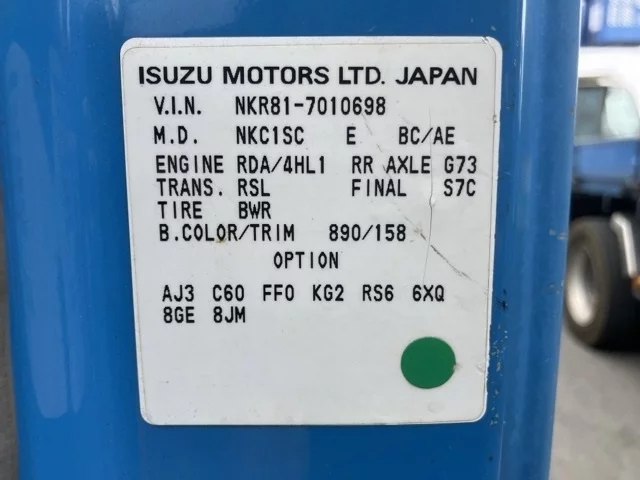 ISUZU MOTORS LTD. JAPAN
V.I.N. NKR81-7010698
M.D. NKC1SC E BC/AE
ENGINE RDA/4HL1 RR AXLE G73
TRANS. RSL FINAL S7C
TIRE BWR
B.COLOR/TRIM 890/158
OPTION
AJ3 C60 FF0 KG2 RS6 6XQ
8GE 8JM